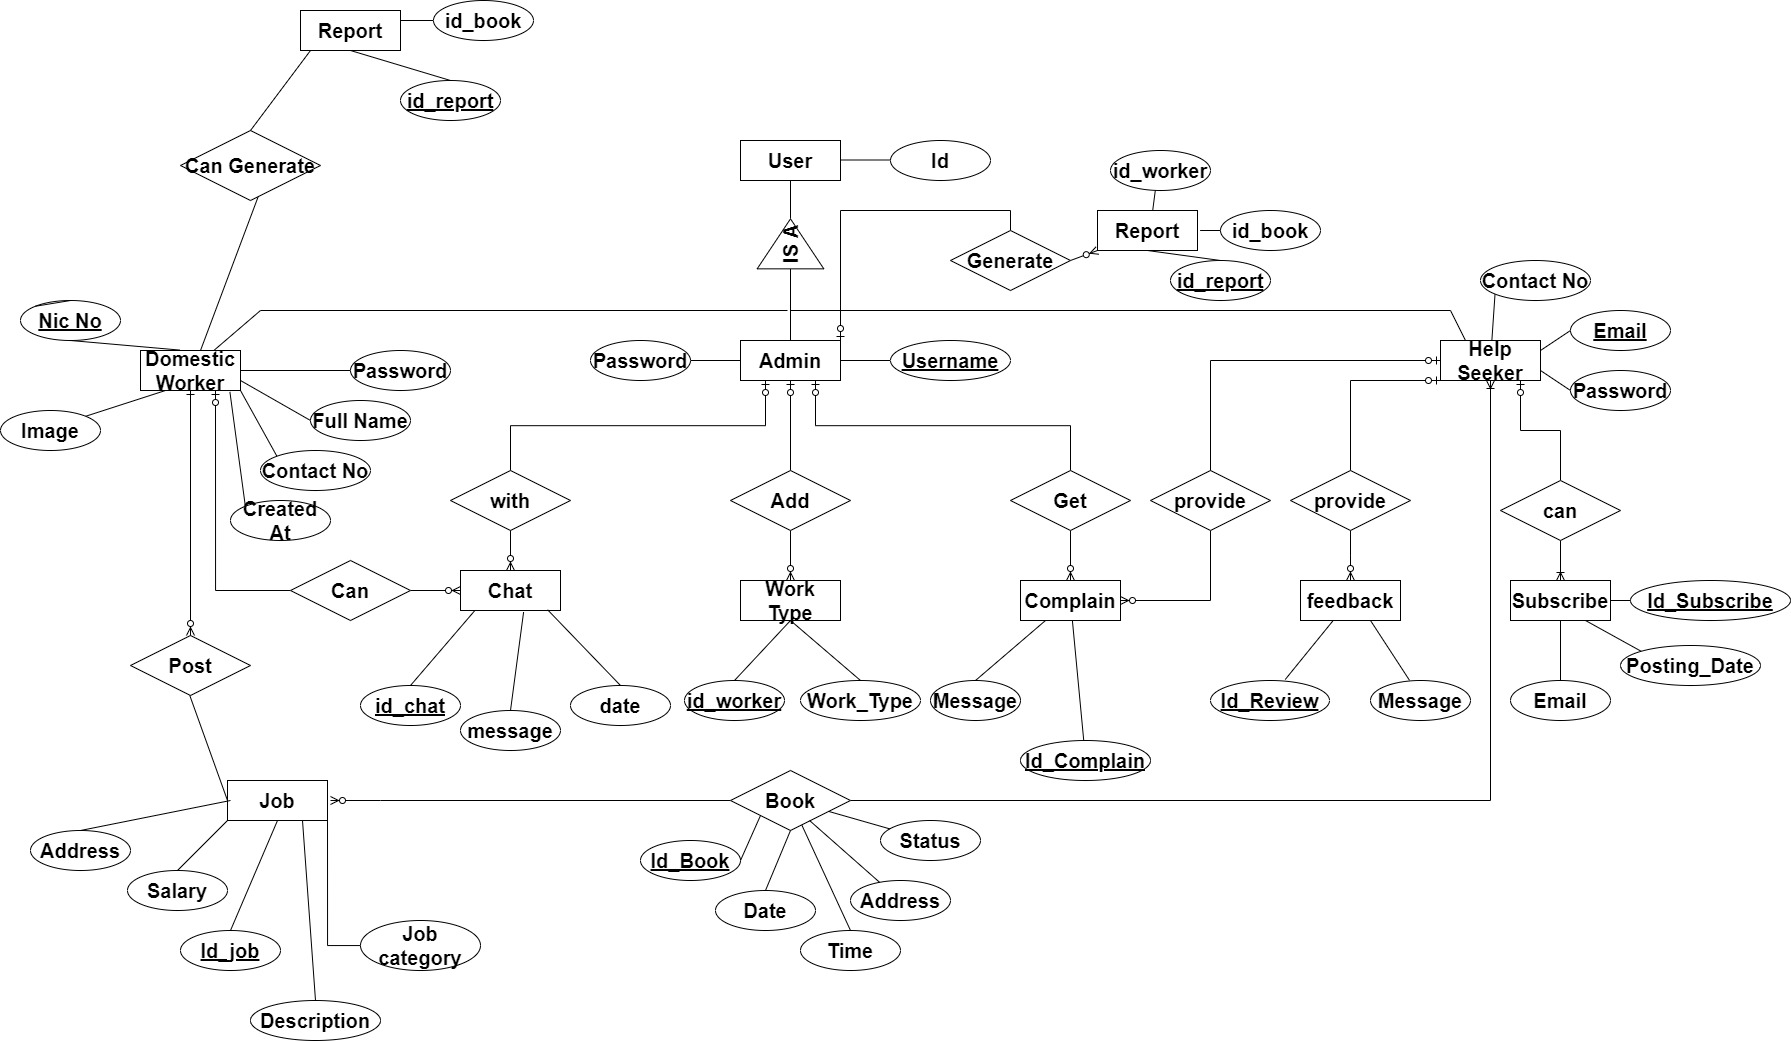 Report
id_book
id_report
Can Generate
User
Id
IS A
Generate
id_worker
Report
id_book
id_report
Contact No
Email
Help
Seeker
Password
Nic No
Domestic
Worker
Password
Image
Full Name
Contact No
Created
At
Password
Admin
Username
with
Add
Get
provide
provide
can
Can
Chat
Work
Type
Complain
feedback
Subscribe
Id_Subscribe
Posting_Date
Email
Post
id_chat
message
date
id_worker
Work_Type
Message
Id_Complain
Id_Review
Message
Job
Book
Address
Salary
Id_job
Description
Job
category
Id_Book
Date
Time
Address
Status